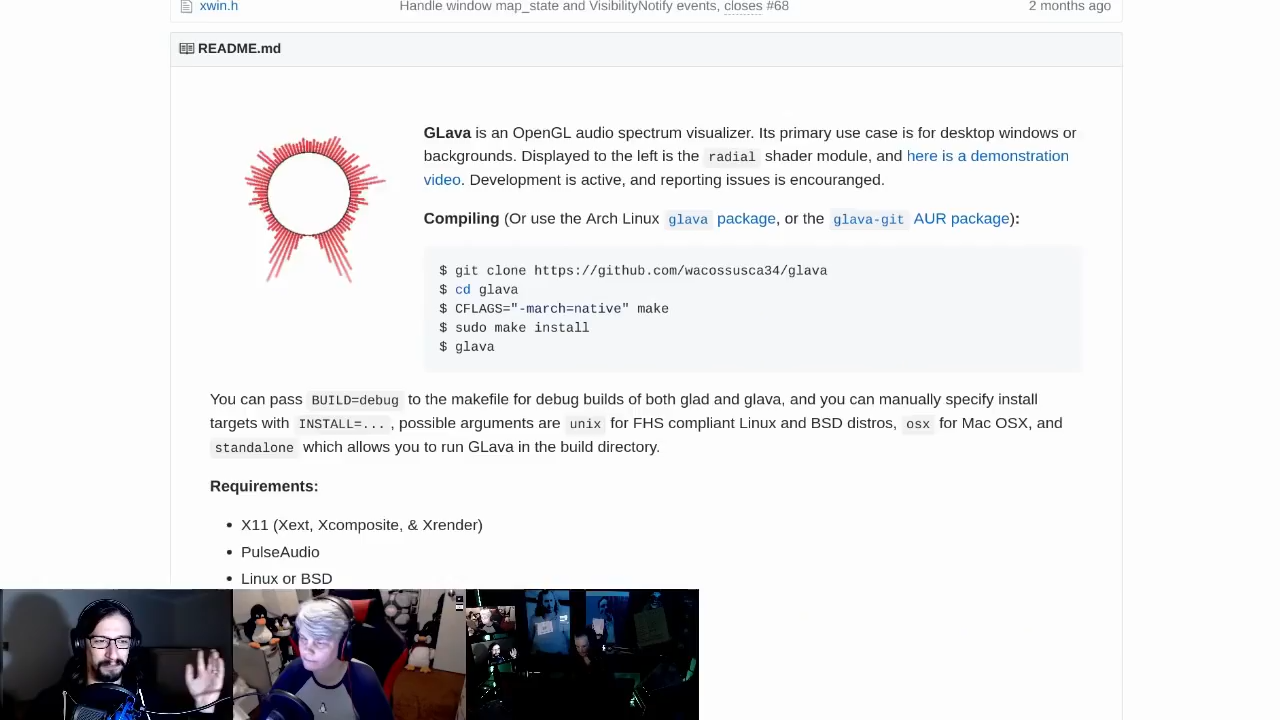 xwin.h Handle window map_state and VisibilityNotify events, closes #68 2 months ago
README.md
GLava is an OpenGL audio spectrum visualizer. Its primary use case is for desktop windows or
backgrounds. Displayed to the left is the radial shader module, and here is a demonstration
video. Development is active, and reporting issues is encouranged.
Compiling (Or use the Arch Linux glava package, or the glava-git AUR package):
$ git clone https://github.com/wacossusca34/glava
$ cd glava
$ CFLAGS="-march=native" make
$ sudo make install
$ glava
You can pass BUILD=debug to the makefile for debug builds of both glad and glava, and you can manually specify install
targets with INSTALL=... , possible arguments are unix for FHS compliant Linux and BSD distros, osx for Mac OSX, and
standalone which allows you to run GLava in the build directory.
Requirements:
• X11 (Xext, Xcomposite, & Xrender)
• PulseAudio
• Linux or BSD